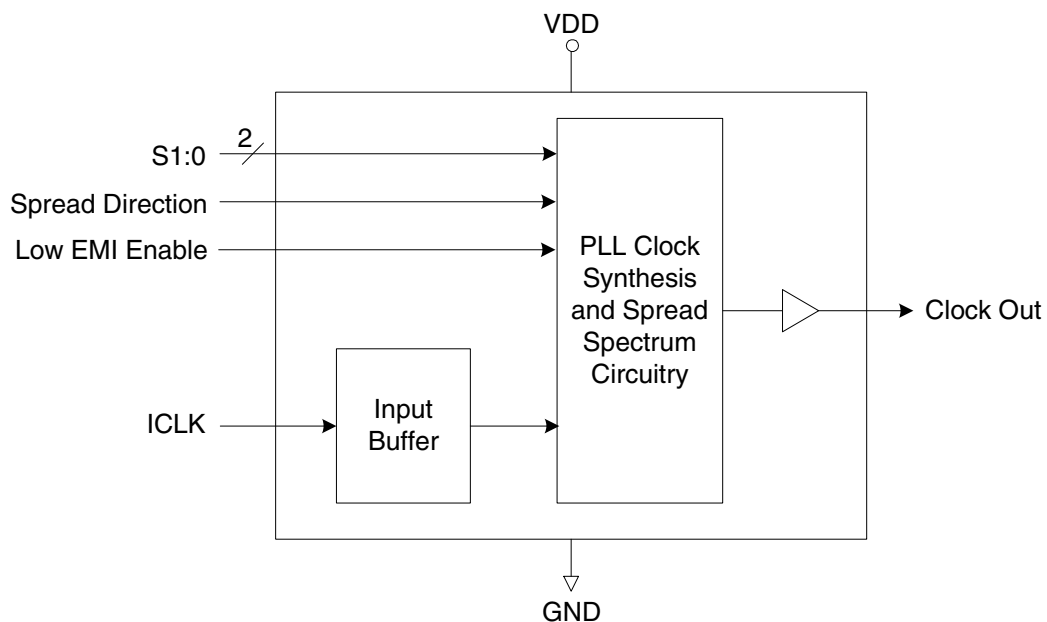 VDD
2
S1:0
Spread Direction
Low EMI Enable
PLL Clock
Synthesis
and Spread
Spectrum
Circuitry
Clock Out
ICLK
Input
Buffer
GND